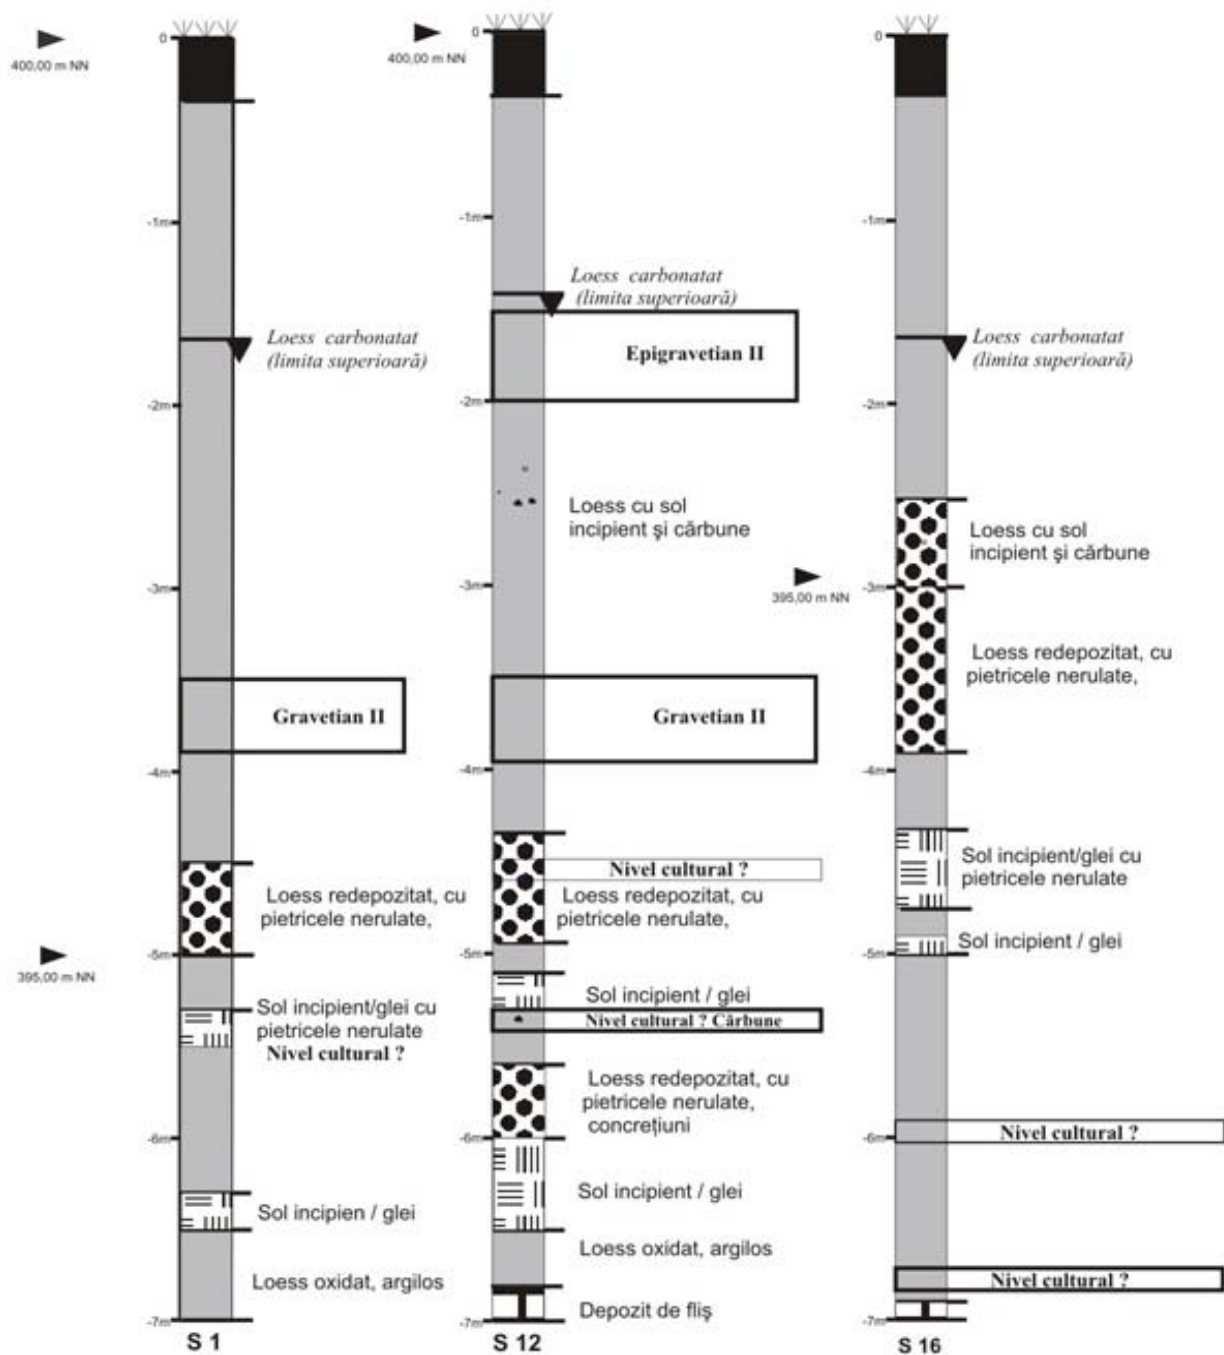 0
400,00 m NN
-1m
Loess carbonatat
(limita superioară)
-2m
-3m
Gravetian II
-4m
Loess redepozitat, cu
pietricele nerulate,
-5m
395,00 m NN
Sol incipient/glei cu
pietricele nerulate
Nivel cultural ?
-6m
Sol incipien / glei
Loess oxidat, argilos
-7m
S 1
0
400,00 m NN
-1m
Loess carbonatat
(limita superioară)
Epigravetian II
-2m
Loess cu sol
incipient şi cărbune
-3m
Gravetian II
-4m
Nivel cultural ?
Loess redepozitat, cu
pietricele nerulate,
-5m
Sol incipient / glei
Nivel cultural ? Cărbune
Loess redepozitat, cu
pietricele nerulate,
concreţiuni
-6m
Sol incipient / glei
Loess oxidat, argilos
Depozit de fliş
-7m
S 12
0
-1m
Loess carbonatat
(limita superioară)
-2m
Loess cu sol
incipient şi cărbune
395,00 m NN
-3m
Loess redepozitat, cu
pietricele nerulate,
-4m
Sol incipient/glei cu
pietricele nerulate
Sol incipient / glei
-5m
Nivel cultural ?
-6m
Nivel cultural ?
-7m
S 16